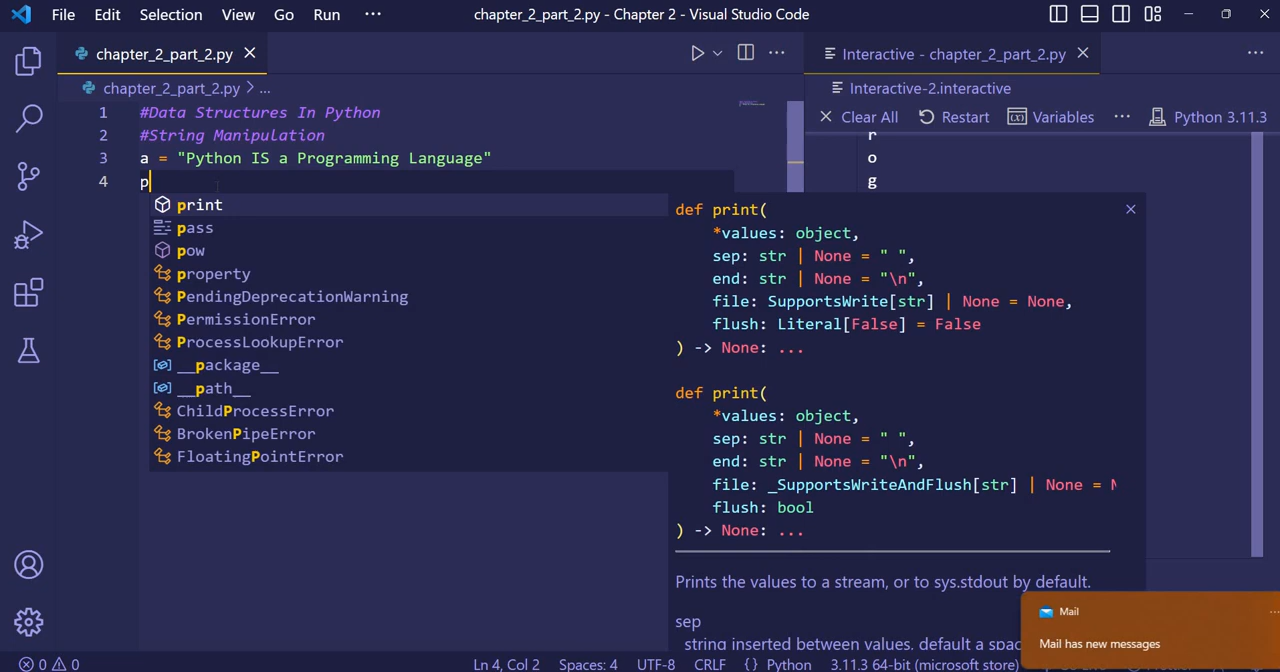 File Edit Selection View Go Run ··· chapter_2_part_2.py - Chapter 2 - Visual Studio Code
chapter_2_part_2.py
Interactive - chapter_2_part_2.py
chapter_2_part_2.py > ...
Interactive-2.interactive
Clear All Restart Variables ··· Python 3.11.3
1 #Data Structures In Python
2 #String Manipulation
3 a = "Python IS a Programming Language"
4 p
r
o
g
print
pass
pow
property
PendingDeprecationWarning
PermissionError
ProcessLookupError
__package__
__path__
ChildProcessError
BrokenPipeError
FloatingPointError
def print(
*values: object,
sep: str | None = " ",
end: str | None = "\n",
file: SupportsWrite[str] | None = None,
flush: Literal[False] = False
) -> None: ...
def print(
*values: object,
sep: str | None = " ",
end: str | None = "\n",
file: _SupportsWriteAndFlush[str] | None =
flush: bool
) -> None: ...
Prints the values to a stream, or to sys.stdout by default.
sep
string inserted between values, default a
Mail
Mail has new messages
0 0 Ln 4, Col 2 Spaces: 4 UTF-8 CRLF {} Python 3.11.3 64-bit (microsoft store)